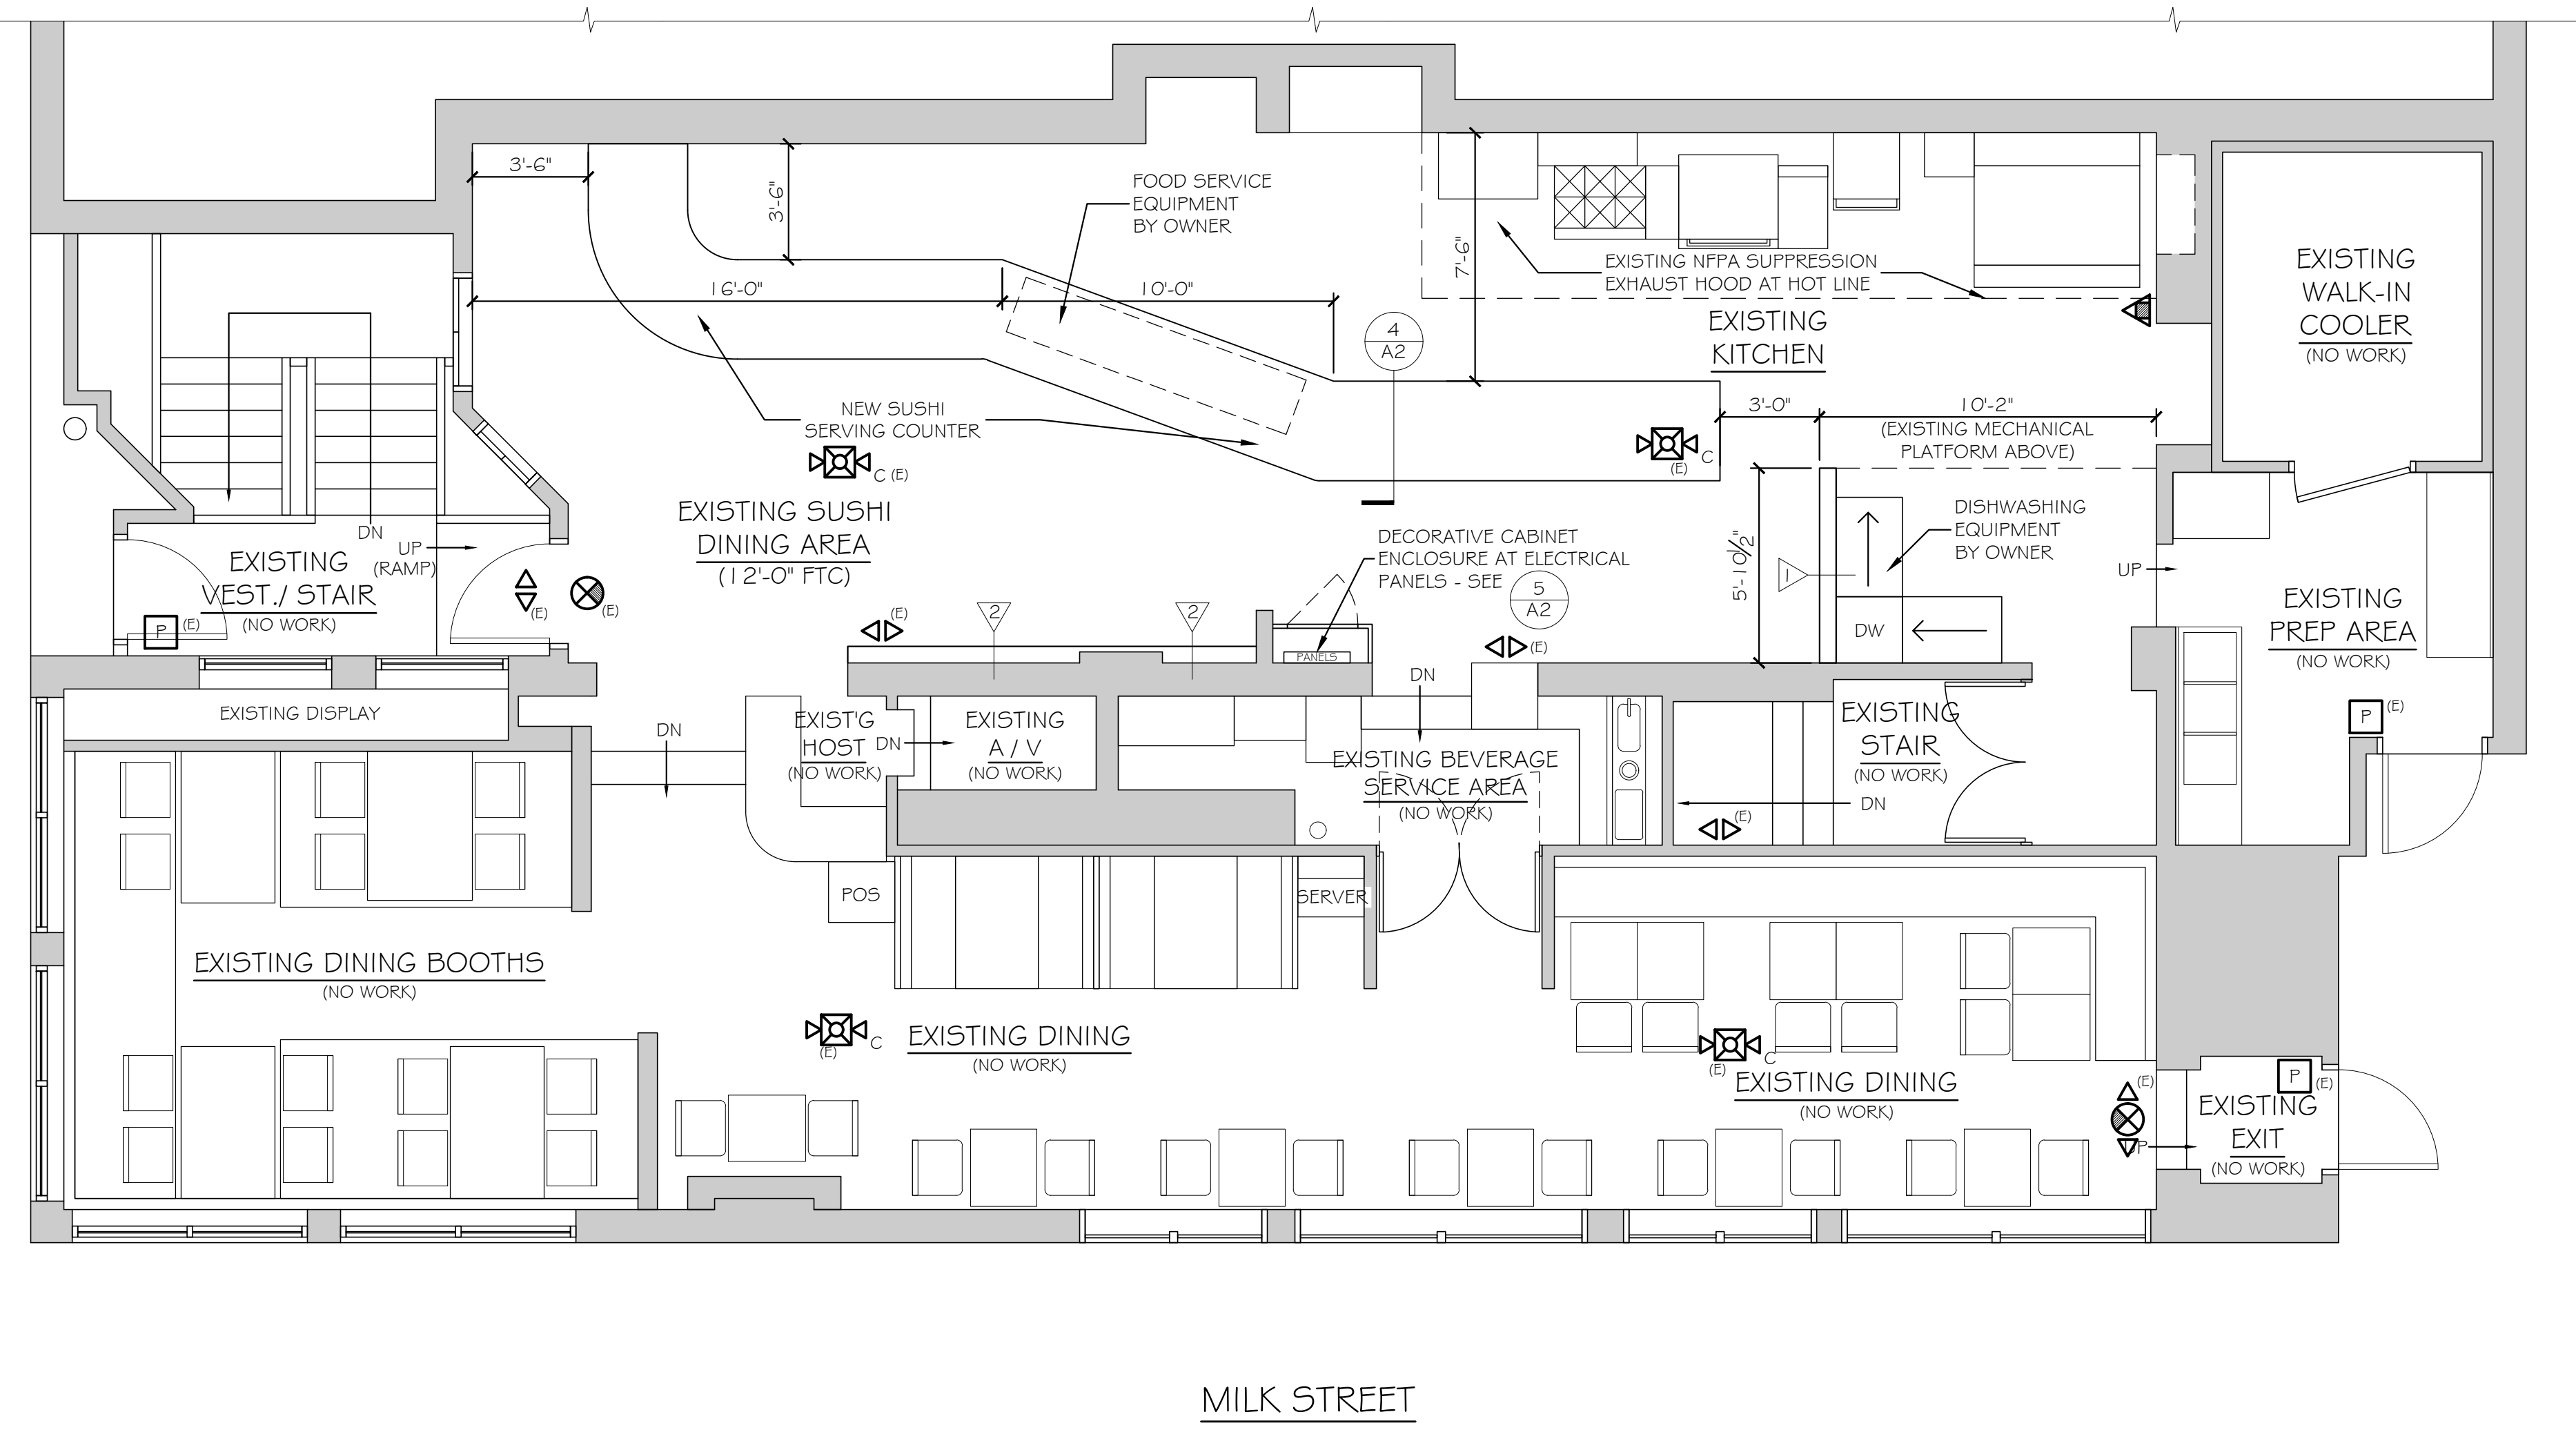 3'-6"
3'-6"
FOOD SERVICE
EQUIPMENT
BY OWNER
16'-0"
10'-0"
7'-6"
EXISTING NFPA SUPPRESSION
EXHAUST HOOD AT HOT LINE
EXISTING
KITCHEN
EXISTING
WALK-IN
COOLER
(NO WORK)
4
A2
NEW SUSHI
SERVING COUNTER
C (E)
C
(E)
3'-0"
10'-2"
(EXISTING MECHANICAL
PLATFORM ABOVE)
EXISTING SUSHI
DINING AREA
(12'-0" FTC)
DN
UP
(RAMP)
EXISTING
VEST./ STAIR
(NO WORK)
P
(E)
(E)
(E)
DECORATIVE CABINET
ENCLOSURE AT ELECTRICAL
PANELS - SEE
5
A2
PANELS
5'-10½"
1
DISHWASHING
EQUIPMENT
BY OWNER
DW
UP
EXISTING
PREP AREA
(NO WORK)
P
(E)
(E)
2
2
(E)
DN
EXISTING DISPLAY
DN
EXIST'G
HOST
(NO WORK)
DN
EXISTING
A / V
(NO WORK)
EXISTING BEVERAGE
SERVICE AREA
(NO WORK)
EXISTING
STAIR
(NO WORK)
DN
(E)
POS
SERVER
EXISTING DINING BOOTHS
(NO WORK)
C
(E)
EXISTING DINING
(NO WORK)
C
(E)
EXISTING DINING
(NO WORK)
(E)
UP
P
(E)
EXISTING
EXIT
(NO WORK)
MILK STREET